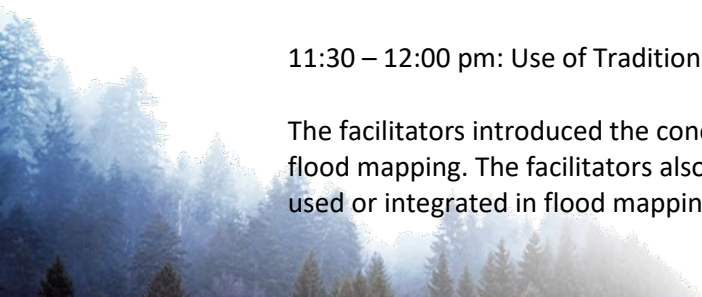 11:30 – 12:00 pm: Use of Tradition
The facilitators introduced the con
flood mapping. The facilitators also
used or integrated in flood mappin